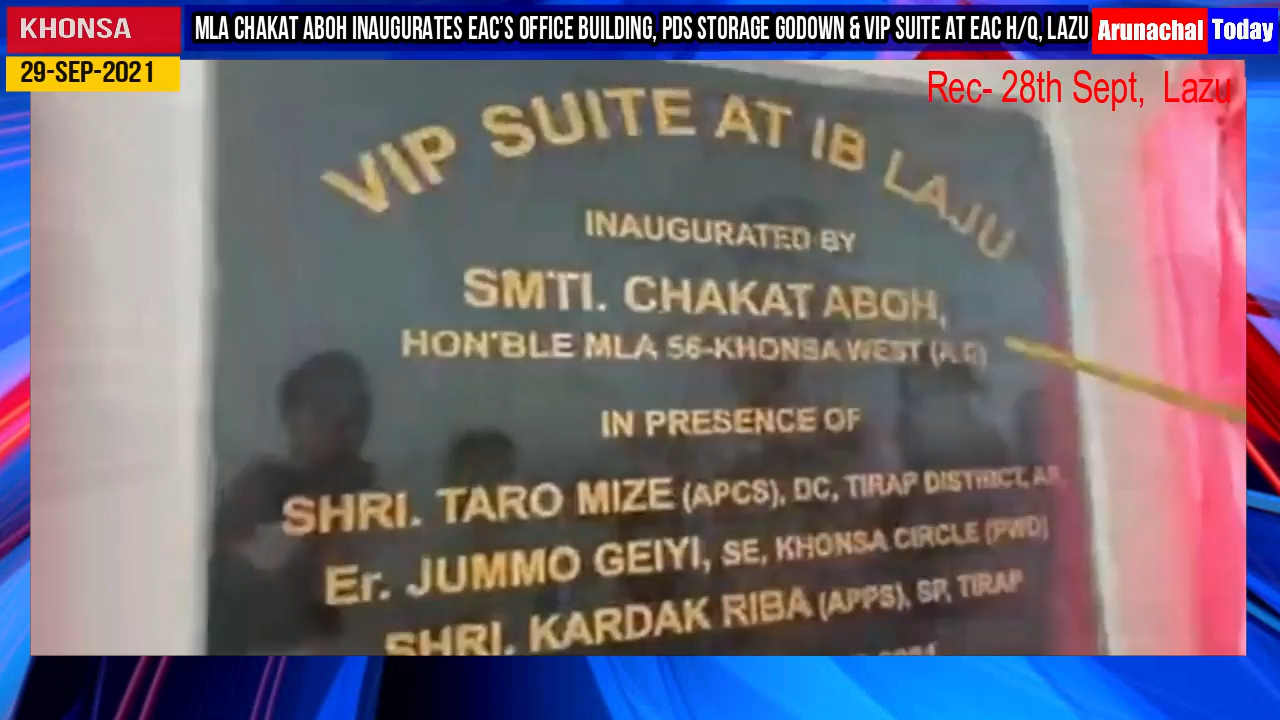 KHONSA
MLA CHAKAT ABOH INAUGURATES EAC'S OFFICE BUILDING, PDS STORAGE GODOWN & VIP SUITE AT EAC H/Q, LAZU
Arunachal Today
29-SEP-2021
Rec- 28th Sept, Lazu
VIP SUITE AT IB LAJU
INAUGURATED BY
SMTI. CHAKAT ABOH,
HON'BLE MLA 56-KHONSA WEST (A.P)
IN PRESENCE OF
SHRI. TARO MIZE (APCS), DC, TIRAP DISTRICT, AP.
Er. JUMMO GEIYI, SE, KHONSA CIRCLE (PWD)
SHRI. KARDAK RIBA (APPS), SP, TIRAP